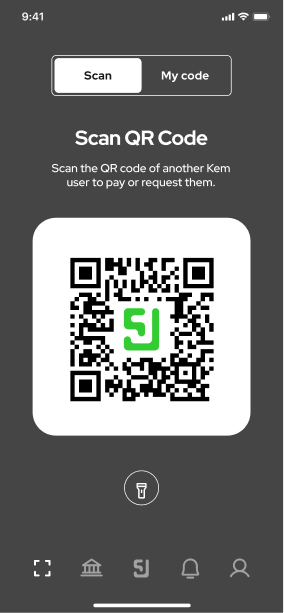 9:41
Scan
My code
Scan QR Code
Scan the QR code of another Kem
user to pay or request them.